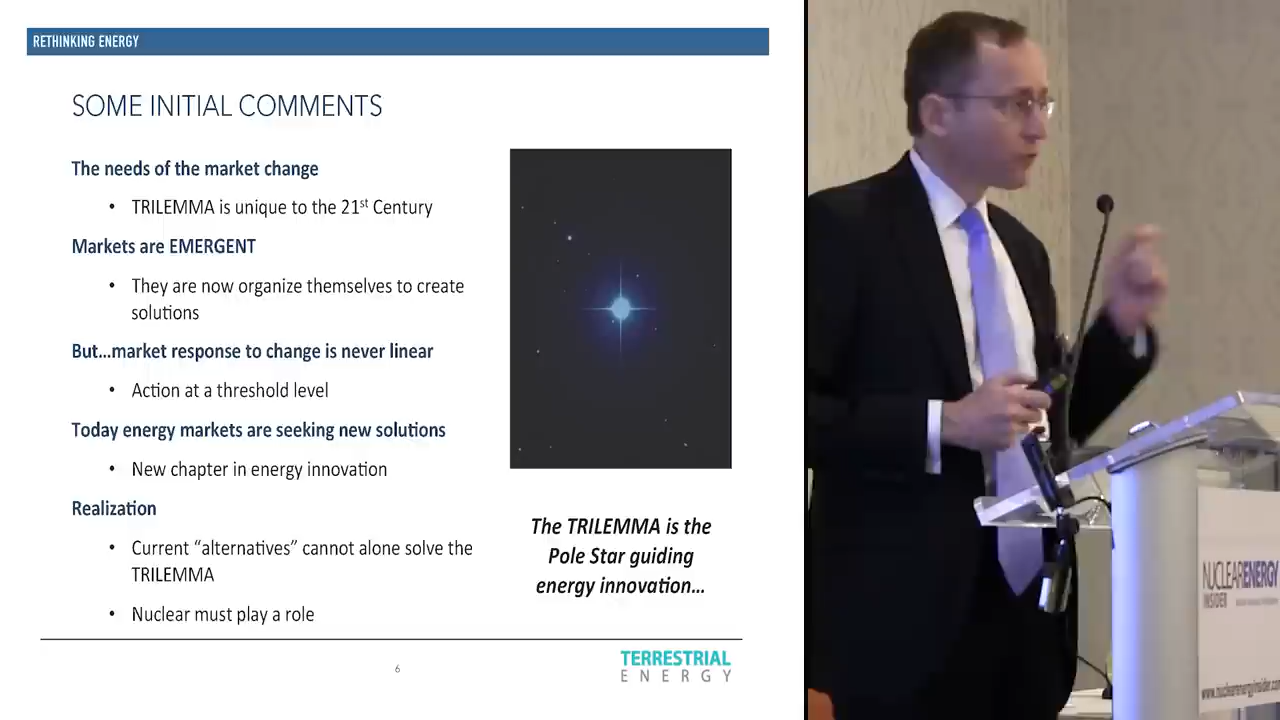 RETHINKING ENERGY
SOME INITIAL COMMENTS
The needs of the market change
• TRILEMMA is unique to the 21st Century
Markets are EMERGENT
• They are now organize themselves to create
solutions
But...market response to change is never linear
• Action at a threshold level
Today energy markets are seeking new solutions
• New chapter in energy innovation
Realization
• Current “alternatives” cannot alone solve the
TRILEMMA
• Nuclear must play a role
The TRILEMMA is the
Pole Star guiding
energy innovation...
6
TERRESTRIAL
ENERGY
NUCLEARENERGY
INSIDER
www.nuclearenergyinsider.com